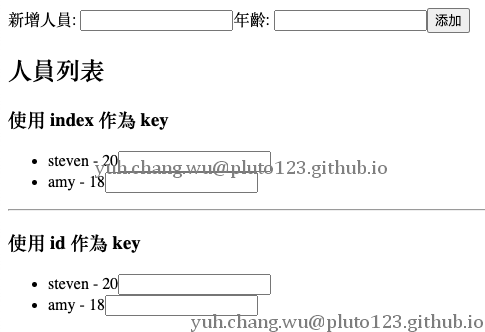 新增人員: 年齡: 添加
人員列表
使用 index 作為 key
steven - 20
yuh.chang.wu@pluto123.github.io
amy - 18
使用 id 作為 key
steven - 20
amy - 18
yuh.chang.wu@pluto123.github.io